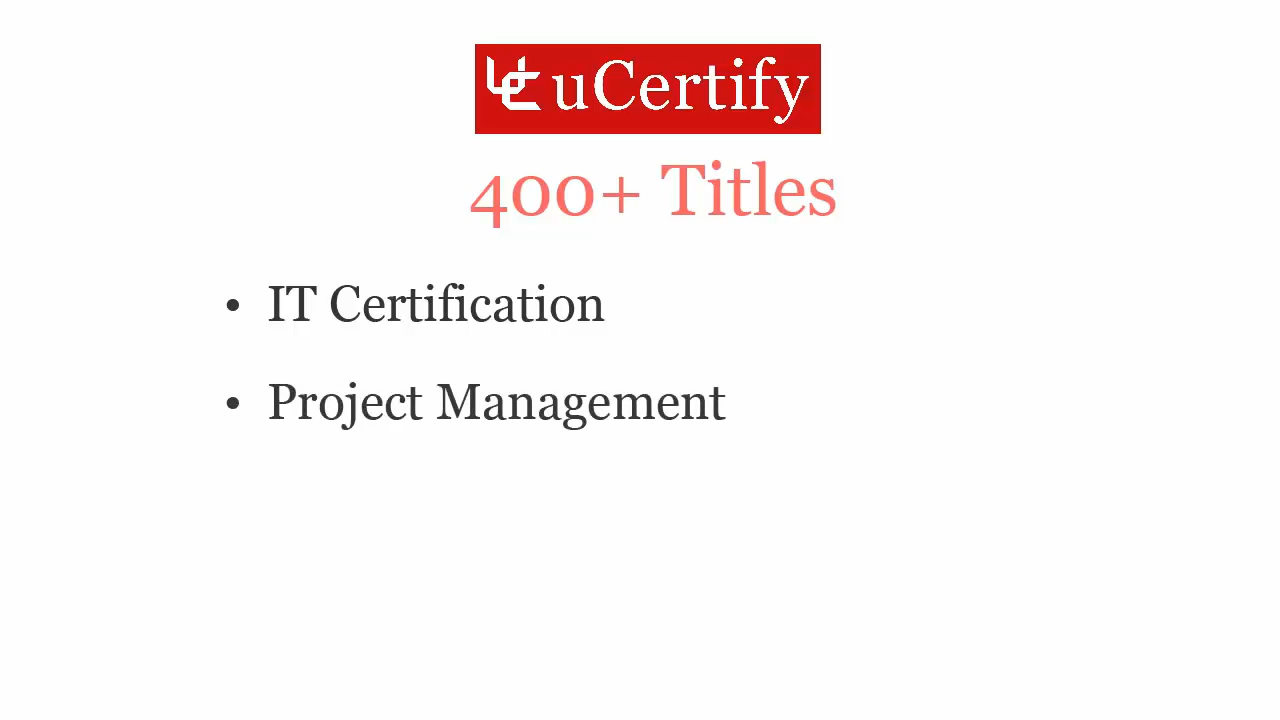 uCertify
400+ Titles
• IT Certification
• Project Management